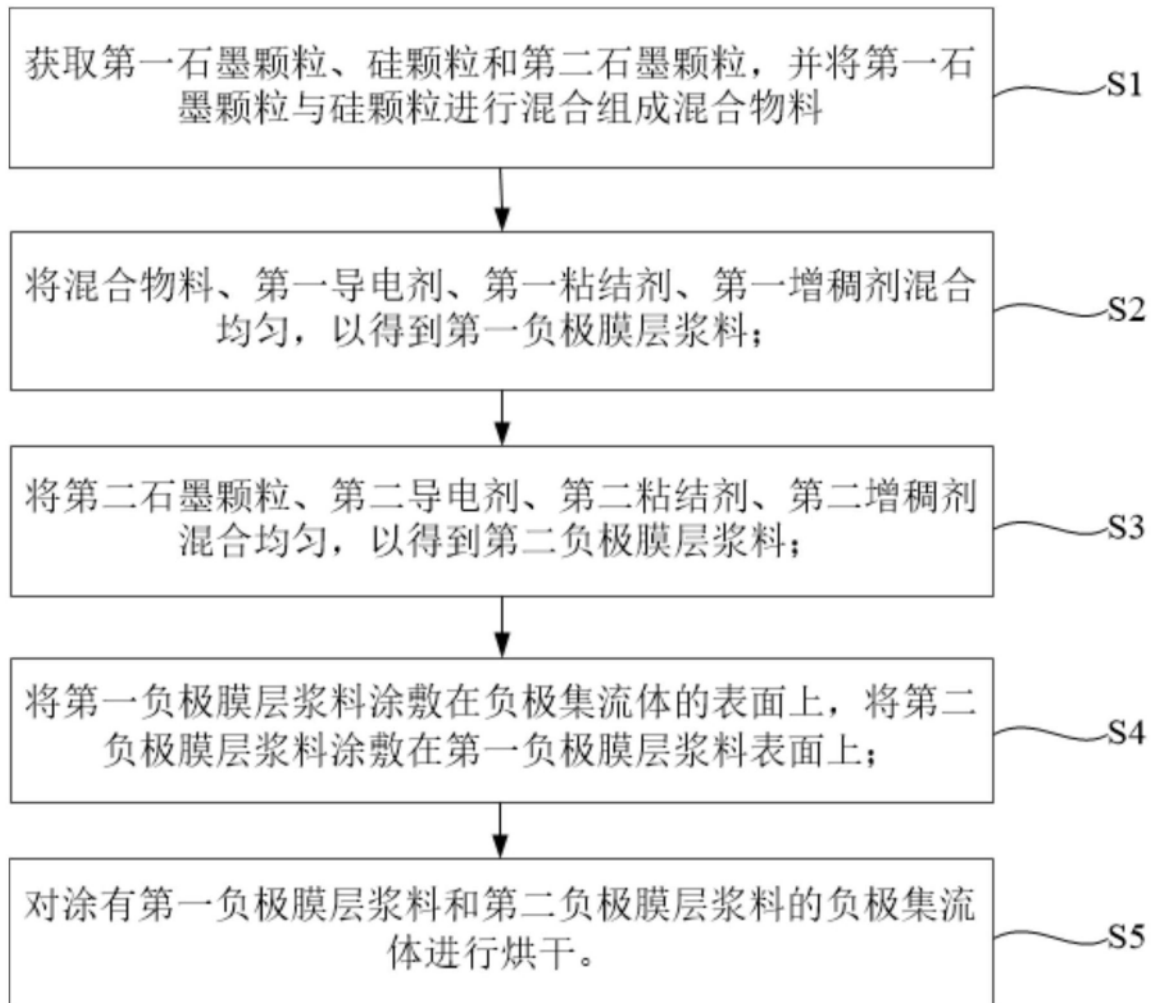 获取第一石墨颗粒、硅颗粒和第二石墨颗粒，并将第一石
墨颗粒与硅颗粒进行混合组成混合物料
S1
将混合物料、第一导电剂、第一粘结剂、第一增稠剂混合
均匀，以得到第一负极膜层浆料；
S2
将第二石墨颗粒、第二导电剂、第二粘结剂、第二增稠剂
混合均匀，以得到第二负极膜层浆料；
S3
将第一负极膜层浆料涂敷在负极集流体的表面上，将第二
负极膜层浆料涂敷在第一负极膜层浆料表面上；
S4
对涂有第一负极膜层浆料和第二负极膜层浆料的负极集流
体进行烘干。
S5